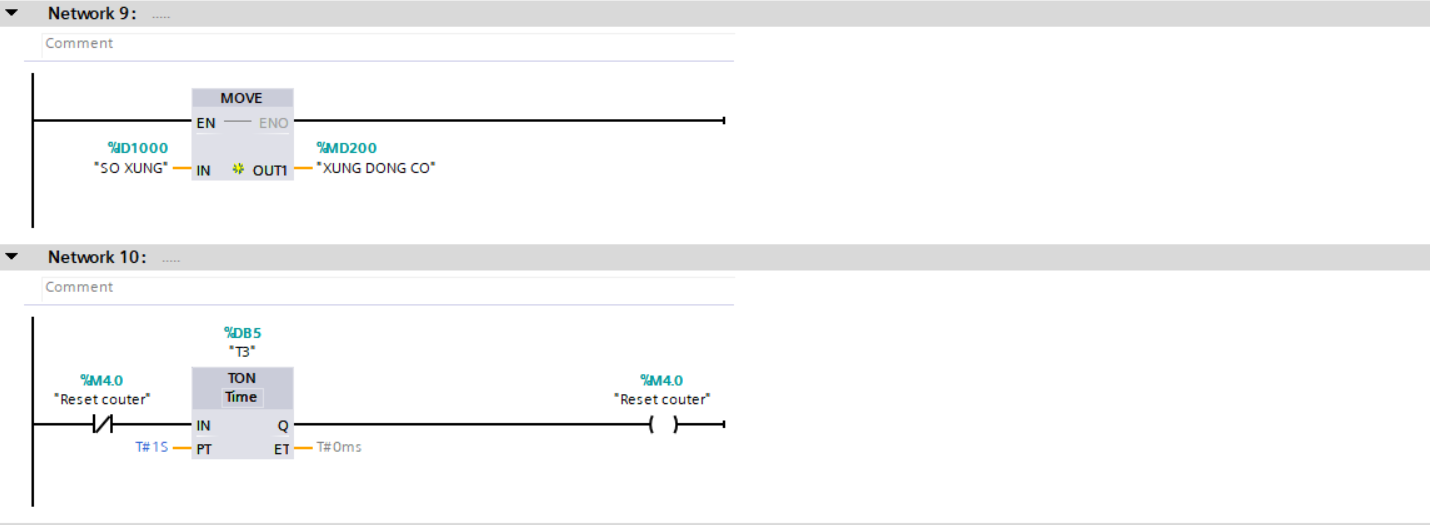 Network 9: .....
Comment
MOVE
EN ENO
%ID1000 %MD200
"SO XUNG" IN OUT1 "XUNG DONG CO"
Network 10: .....
Comment
%DB5
"T3"
%M4.0 TON %M4.0
"Reset couter" Time "Reset couter"
IN Q
T#1S PT ET T#0ms